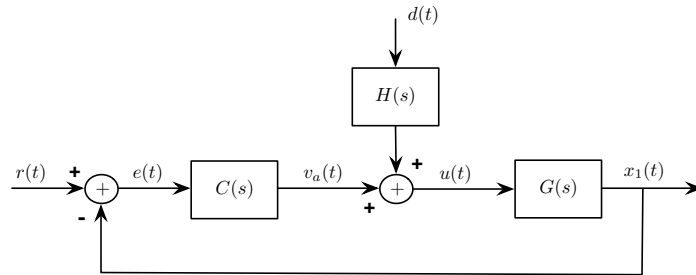 d(t)
H(s)
r(t)
+
+
-
e(t)
C(s)
v_a(t)
+
+
+
u(t)
G(s)
x_1(t)